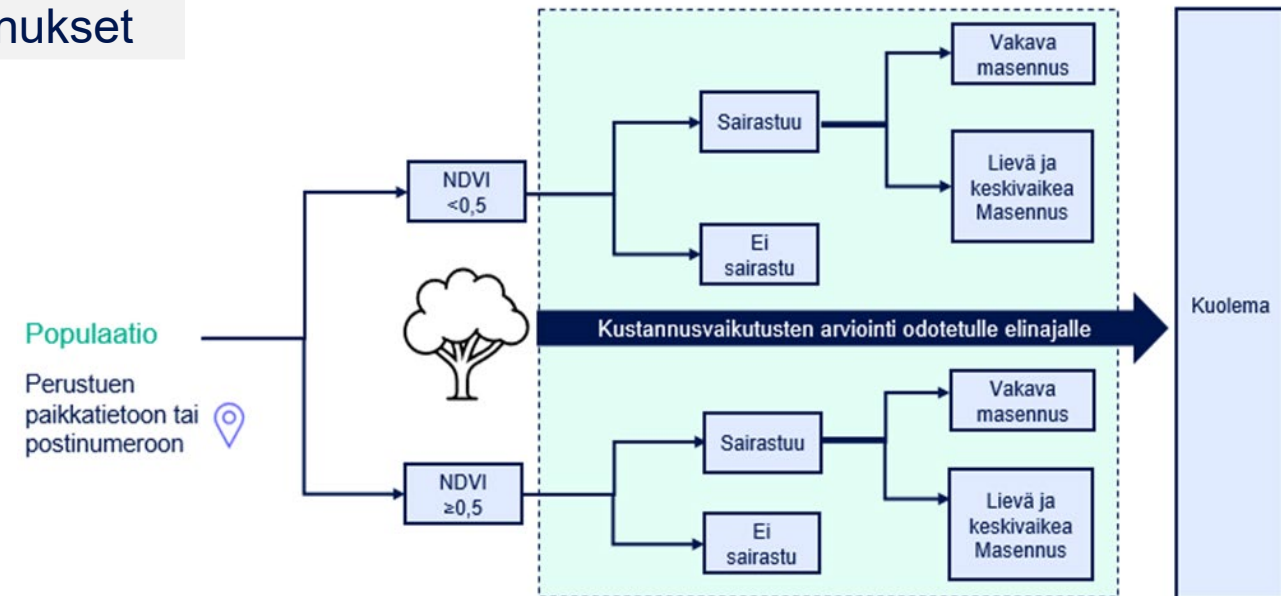 nukset
Vakava
masennus
Sairastuu
Lievä ja
keskivaikea
Masennus
NDVI
<0,5
Ei
sairastu
Kustannusvaikutusten arviointi odotetulle elinajalle
Kuolema
Populaatio
Perustuen
paikkatietoon tai
postinumeroon
Vakava
masennus
Sairastuu
NDVI
≥0,5
Lievä ja
keskivaikea
Masennus
Ei
sairastu